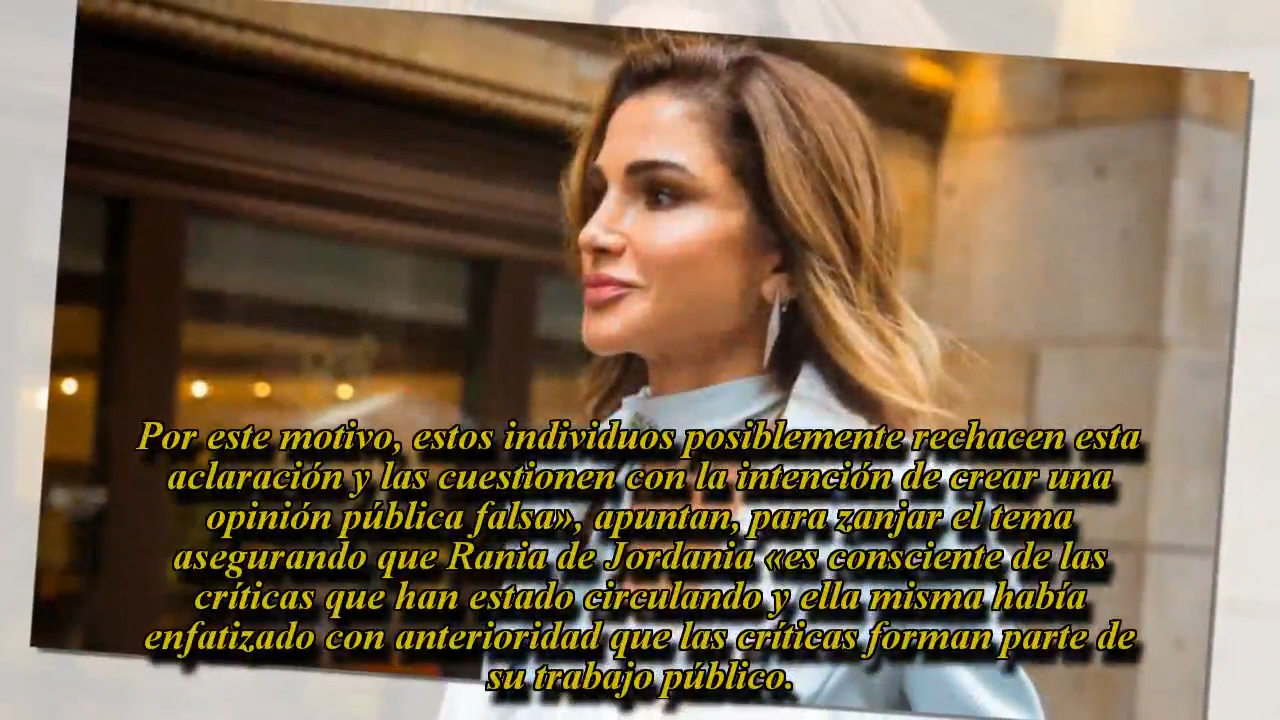 Por este motivo, estos individuos posiblemente rechacen esta
aclaración y las cuestionen con la intención de crear una
opinión pública falsa», apuntan, para zanjar el tema
asegurando que Rania de Jordania «es consciente de las
críticas que han estado circulando y ella misma había
enfatizado con anterioridad que las críticas forman parte de
su trabajo público.